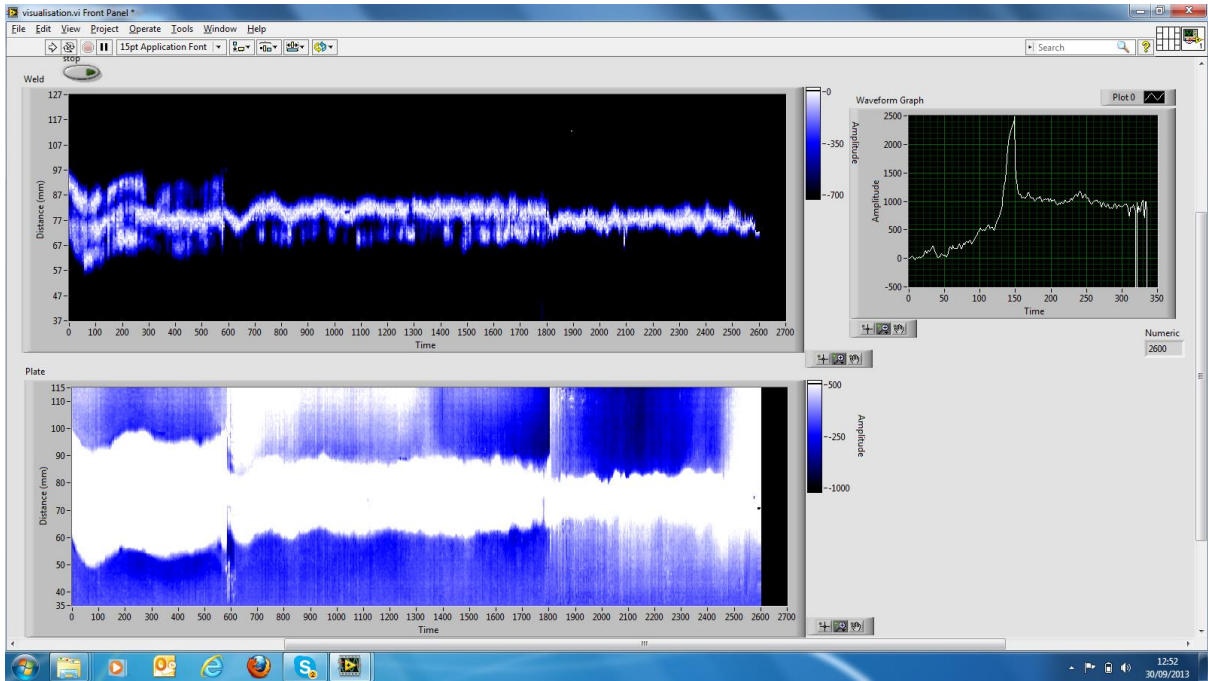 visualisation.vi Front Panel *
File Edit View Project Operate Tools Window Help
15pt Application Font
Search
stop
Weld
127
117
107
97
87
77
67
57
47
37
Distance (mm)
0 100 200 300 400 500 600 700 800 900 1000 1100 1200 1300 1400 1500 1600 1700 1800 1900 2000 2100 2200 2300 2400 2500 2600 2700
Time
-0
-350
-700
Amplitude
Waveform Graph
Plot 0
2500
2000
1500
1000
500
0
-500
Amplitude
0 50 100 150 200 250 300 350
Time
Numeric
2600
Plate
115
110
100
90
80
70
60
50
40
35
Distance (mm)
0 100 200 300 400 500 600 700 800 900 1000 1100 1200 1300 1400 1500 1600 1700 1800 1900 2000 2100 2200 2300 2400 2500 2600 2700
Time
-500
-250
-1000
Amplitude
12:52
30/09/2013